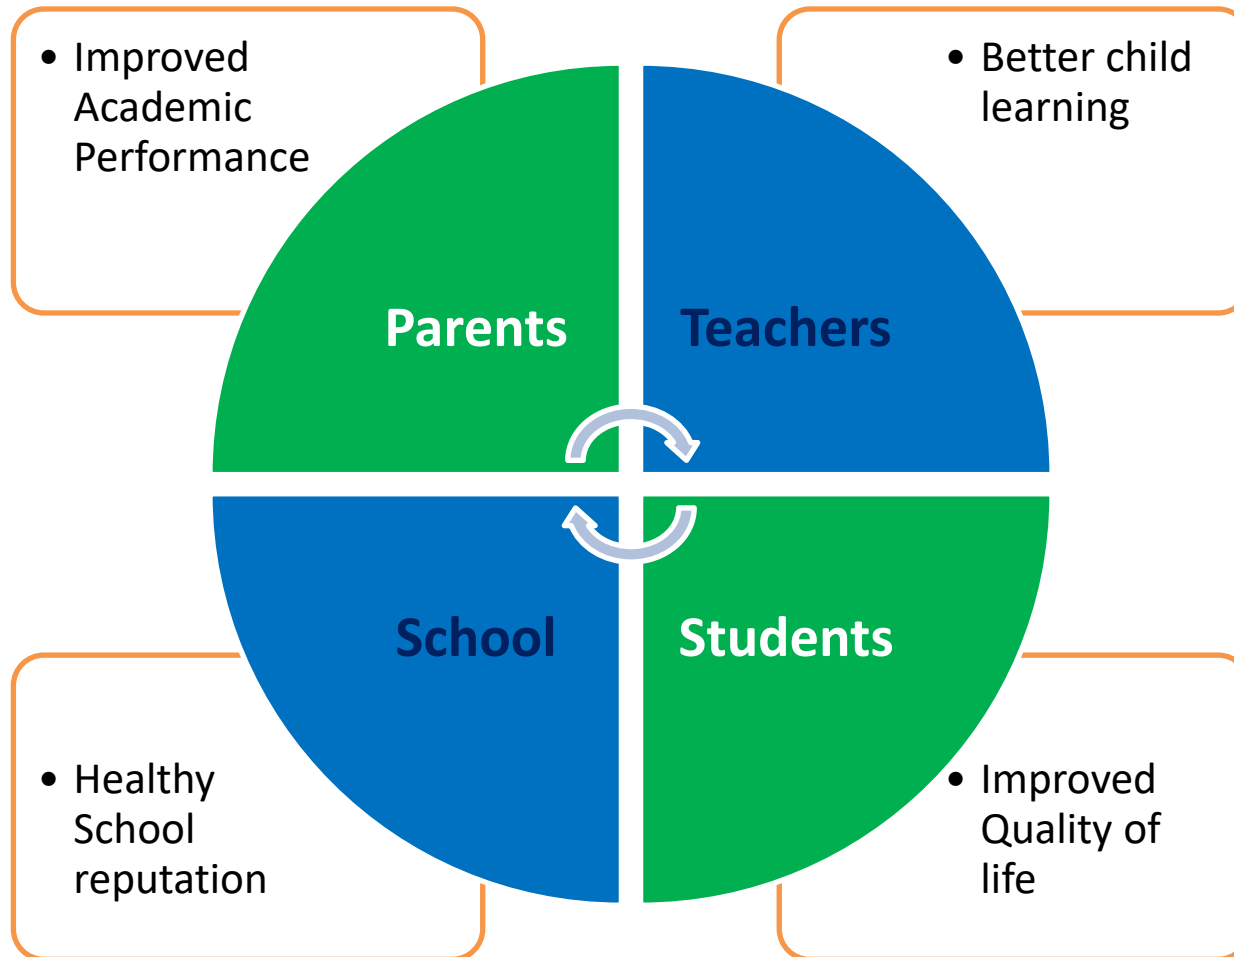 • Improved
Academic
Performance
• Better child
learning
Parents
Teachers
School
Students
• Healthy
School
reputation
• Improved
Quality of
life